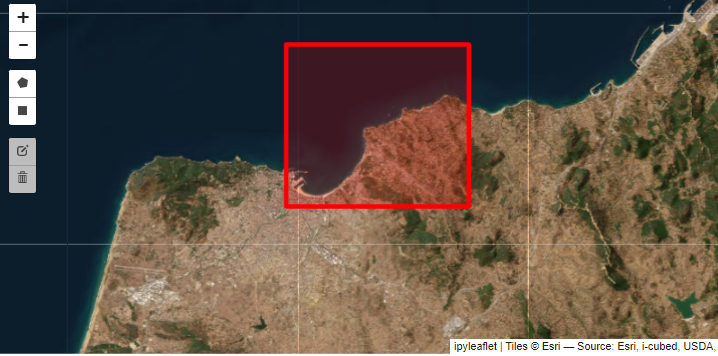 +
−
ipyleaflet | Tiles © Esri — Source: Esri, i-cubed, USDA,